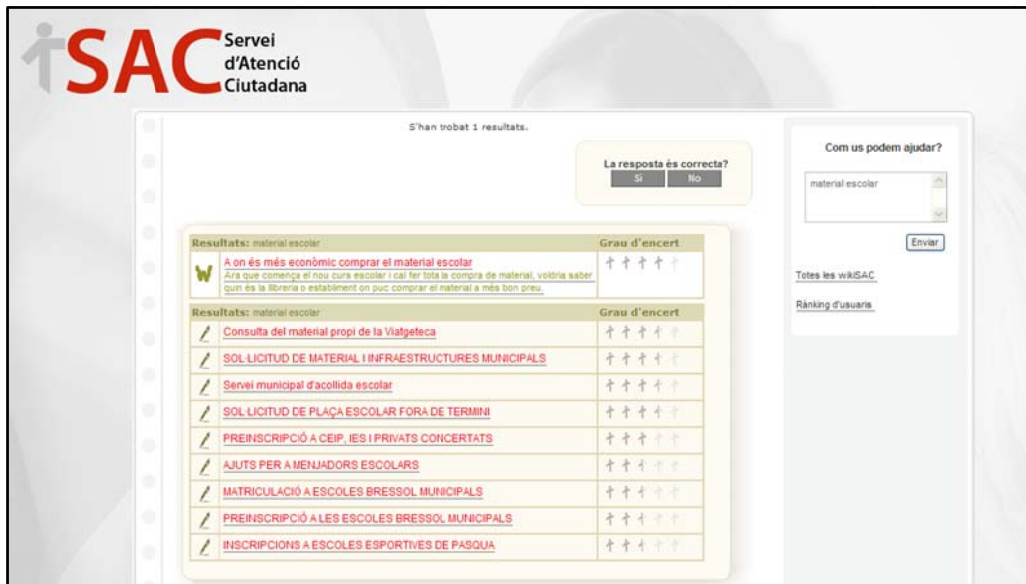 SAC
Servei
d'Atenció
Ciutadana
S'han trobat 1 resultats.
La resposta és correcta?
Sí No
Resultats: material escolar Grau d'encert
A on és més econòmic comprar el material escolar
Ara que comença el nou curs escolar i cal fer tota la compra de material, voldria saber
quin és la llibreria o establiment on puc comprar el material a més bon preu.
Resultats: material escolar Grau d'encert
Consulta del material propi de la Viatgeteca
SOL·LICITUD DE MATERIAL I INFRAESTRUCTURES MUNICIPALS
Servei municipal d'acollida escolar
SOL·LICITUD DE PLAÇA ESCOLAR FORA DE TERMINI
PREINSCRIPCIÓ A CEIP, IES I PRIVATS CONCERTATS
AJUTS PER A MENJADORS ESCOLARS
MATRICULACIÓ A ESCOLES BRESSOL MUNICIPALS
PREINSCRIPCIÓ A LES ESCOLES BRESSOL MUNICIPALS
INSCRIPCIONS A ESCOLES ESPORTIVES DE PASQUA
Com us podem ajudar?
material escolar
Enviar
Totes les wikiSAC
Rànking d'usuaris